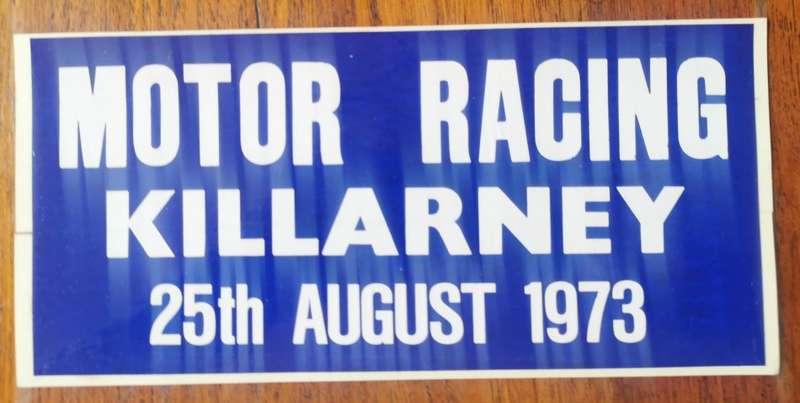 MOTOR RACING
KILLARNEY
25th AUGUST 1973